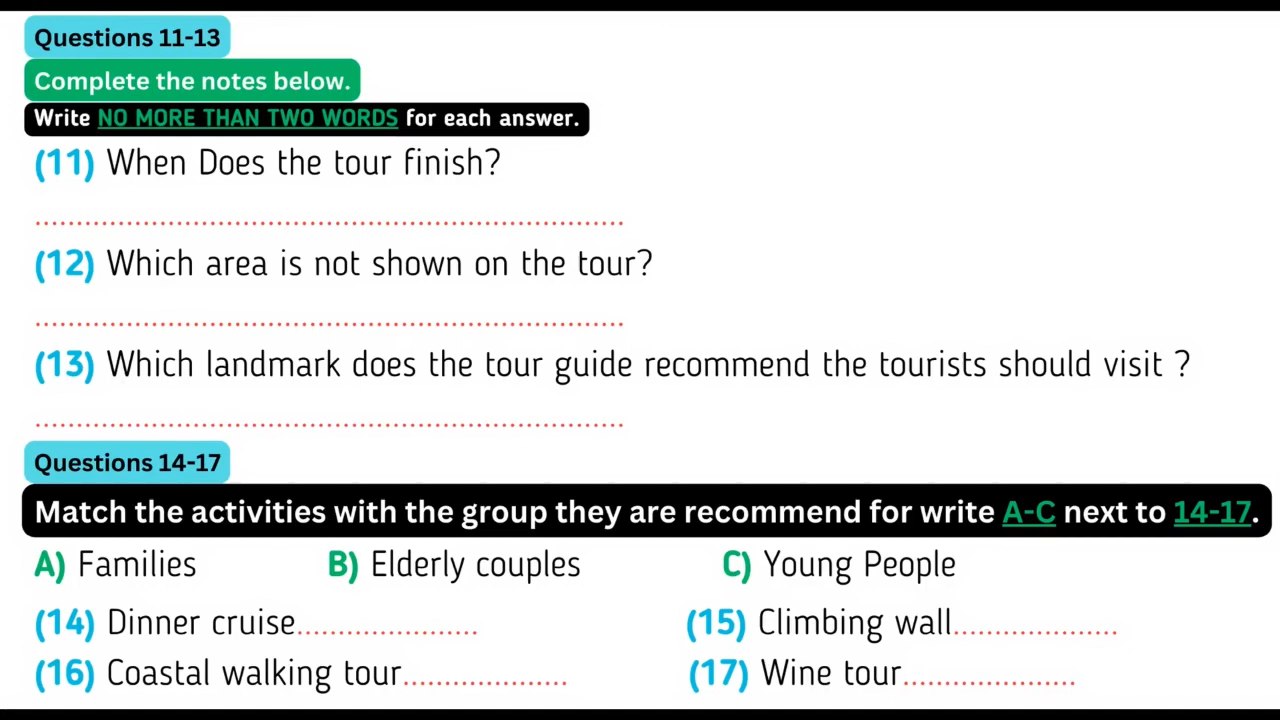 Questions 11-13
Complete the notes below.
Write NO MORE THAN TWO WORDS for each answer.
(11) When Does the tour finish?
......................................................................
(12) Which area is not shown on the tour?
......................................................................
(13) Which landmark does the tour guide recommend the tourists should visit ?
......................................................................
Questions 14-17
Match the activities with the group they are recommend for write A-C next to 14-17.
A) Families B) Elderly couples C) Young People
(14) Dinner cruise...................... (15) Climbing wall....................
(16) Coastal walking tour.................... (17) Wine tour.....................